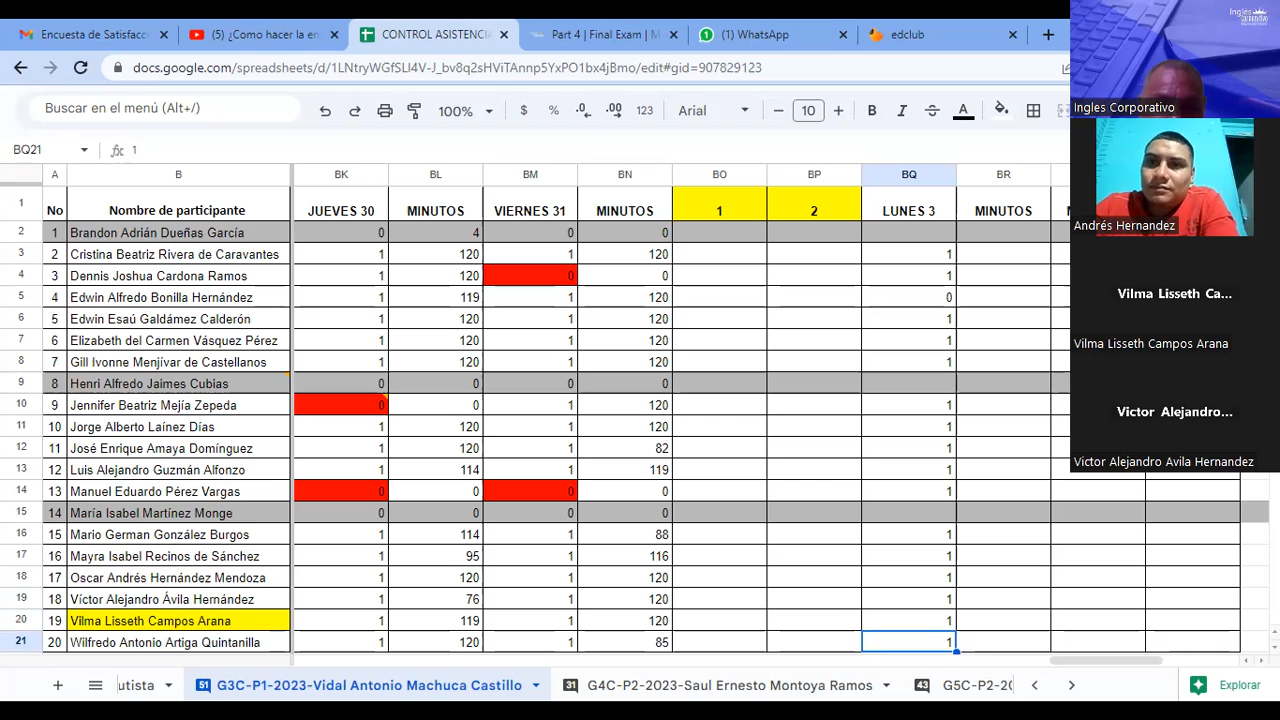 Encuesta de Satisfacc
(5) ¿Como hacer la en
CONTROL ASISTENCIA
Part 4 | Final Exam | M
(1) WhatsApp
edclub
docs.google.com/spreadsheets/d/1LNtryWGfSLI4V-J_bv8q2sHViTAnnp5YxPO1bx4jBmo/edit#gid=907829123
Buscar en el menú (Alt+/)
100% $ % .0 .00 123 Arial 10 B I A
BQ21 fx 1
A B BK BL BM BN BO BP BQ BR
1 No Nombre de participante JUEVES 30 MINUTOS VIERNES 31 MINUTOS 1 2 LUNES 3 MINUTOS
2 1 Brandon Adrián Dueñas García 0 4 0 0
3 2 Cristina Beatriz Rivera de Caravantes 1 120 1 120 1
4 3 Dennis Joshua Cardona Ramos 1 120 0 0 1
5 4 Edwin Alfredo Bonilla Hernández 1 119 1 120 0
6 5 Edwin Esaú Galdámez Calderón 1 120 1 120 1
7 6 Elizabeth del Carmen Vásquez Pérez 1 120 1 120 1
8 7 Gill Ivonne Menjívar de Castellanos 1 120 1 120 1
9 8 Henri Alfredo Jaimes Cubias 0 0 0 0
10 9 Jennifer Beatriz Mejía Zepeda 0 0 1 120 1
11 10 Jorge Alberto Laínez Días 1 120 1 120 1
12 11 José Enrique Amaya Domínguez 1 120 1 82 1
13 12 Luis Alejandro Guzmán Alfonzo 1 114 1 119 1
14 13 Manuel Eduardo Pérez Vargas 0 0 0 0 1
15 14 María Isabel Martínez Monge 0 0 0 0
16 15 Mario German González Burgos 1 114 1 88 1
17 16 Mayra Isabel Recinos de Sánchez 1 95 1 116 1
18 17 Oscar Andrés Hernández Mendoza 1 120 1 120 1
19 18 Víctor Alejandro Ávila Hernández 1 76 1 120 1
20 19 Vilma Lisseth Campos Arana 1 119 1 120 1
21 20 Wilfredo Antonio Artiga Quintanilla 1 120 1 85 1
utista
51 G3C-P1-2023-Vidal Antonio Machuca Castillo
31 G4C-P2-2023-Saul Ernesto Montoya Ramos
43 G5C-P2-20
Explorar
Ingles Corporativo
Ingles Corporativo
Andrés Hernandez
Vilma Lisseth Ca...
Vilma Lisseth Campos Arana
Victor Alejandro...
Victor Alejandro Avila Hernandez